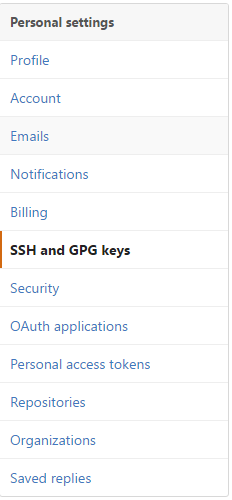 Personal settings
Profile
Account
Emails
Notifications
Billing
SSH and GPG keys
Security
OAuth applications
Personal access tokens
Repositories
Organizations
Saved replies